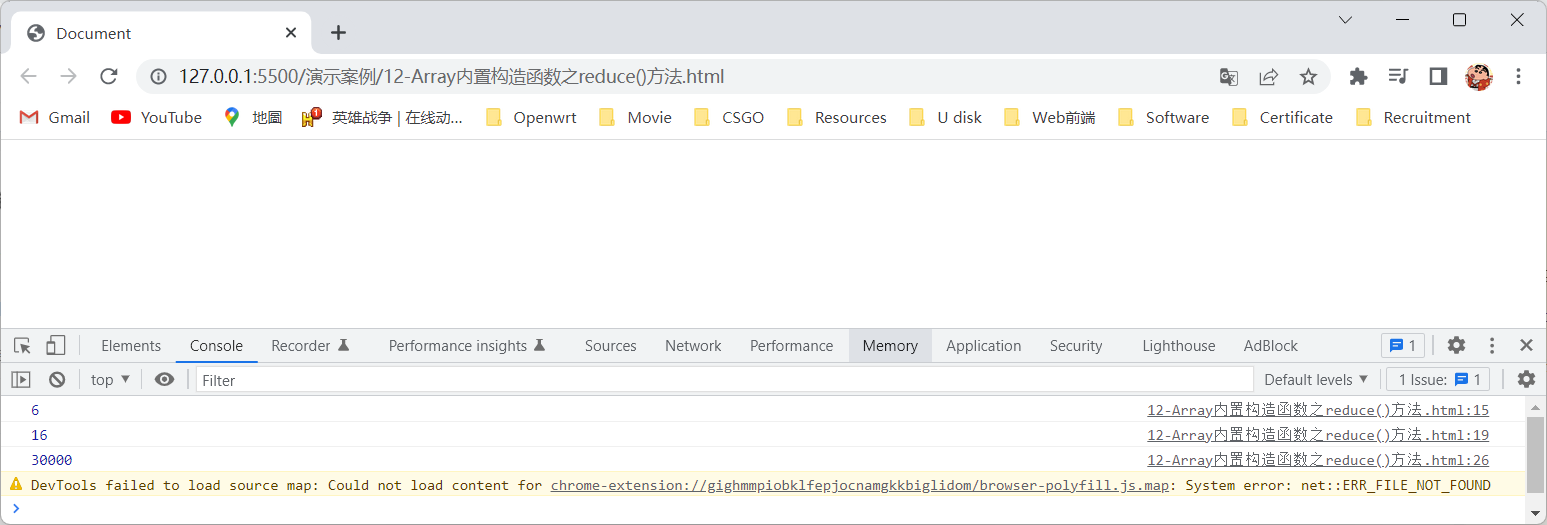 Document
127.0.0.1:5500/演示案例/12-Array内置构造函数之reduce()方法.html
Gmail YouTube 地圖 英雄战争 | 在线动... Openwrt Movie CSGO Resources U disk Web前端 Software Certificate Recruitment
Elements Console Recorder Performance insights Sources Network Performance Memory Application Security Lighthouse AdBlock 1
top Filter Default levels 1 Issue: 1
6 12-Array内置构造函数之reduce()方法.html:15
16 12-Array内置构造函数之reduce()方法.html:19
30000 12-Array内置构造函数之reduce()方法.html:26
DevTools failed to load source map: Could not load content for chrome-extension://gighmmpiobklfepjocnamgkkbiglidom/browser-polyfill.js.map: System error: net::ERR_FILE_NOT_FOUND